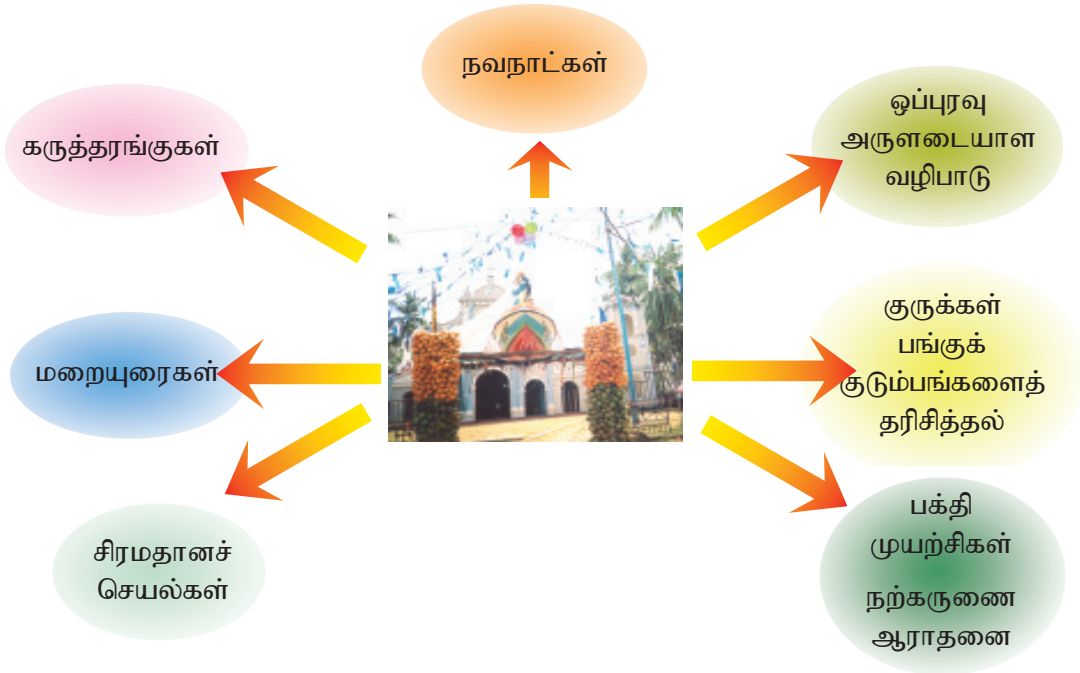 நவநாட்கள்
கருத்தரங்குகள்
ஒப்புரவு
அருளடையாள
வழிபாடு
மறையுரைகள்
குருக்கள்
பங்குக்
குடும்பங்களைத்
தரிசித்தல்
சிரமதானச்
செயல்கள்
பக்தி
முயற்சிகள்
நற்கருணை
ஆராதனை